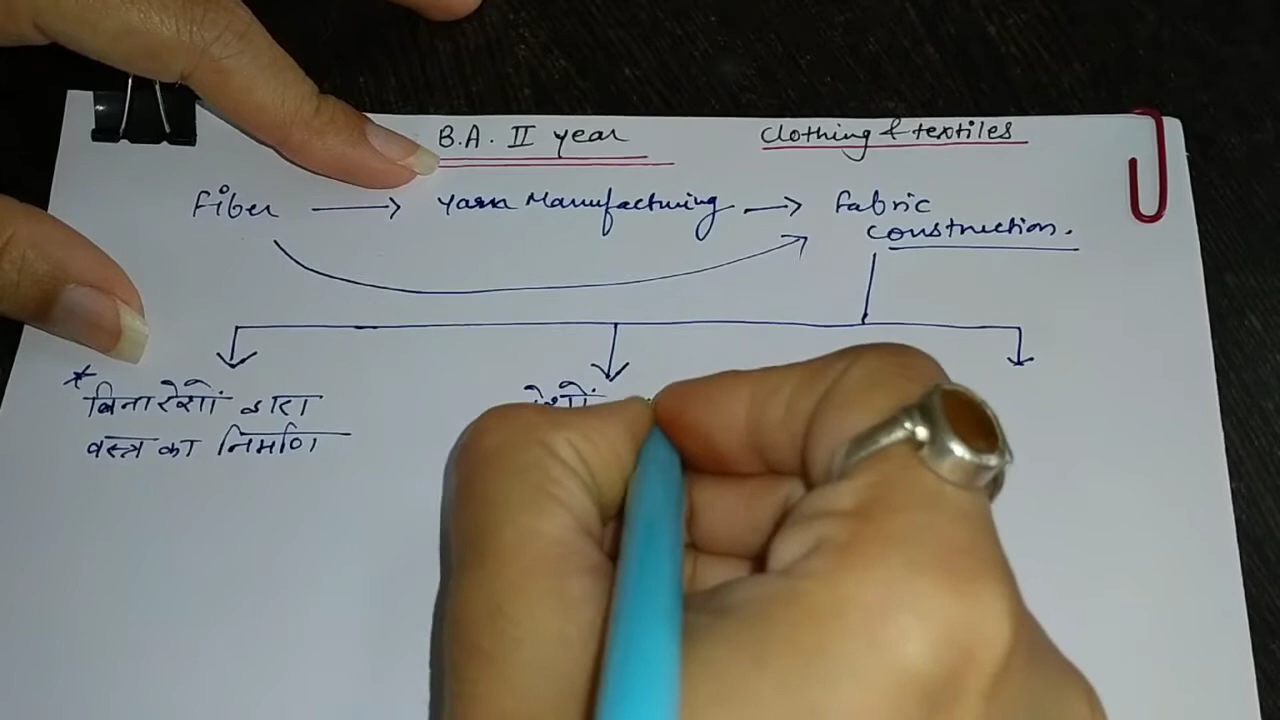 B.A. II year Clothing & textiles
Fiber → Yarn Manufacturing → Fabric
construction.
* बिना रेशों द्वारा
वस्त्र का निर्माण
रेशों